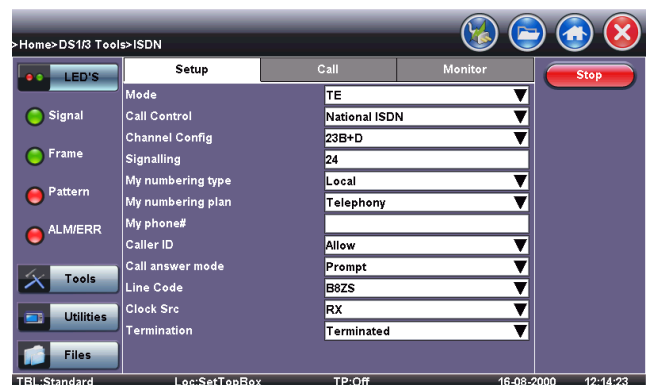 >Home>DS1/3 Tools>ISDN
LED'S
Signal
Frame
Pattern
ALM/ERR
Tools
Utilities
Files
Setup Call Monitor
Mode TE
Call Control National ISDN
Channel Config 23B+D
Signalling 24
My numbering type Local
My numbering plan Telephony
My phone#
Caller ID Allow
Call answer mode Prompt
Line Code B8ZS
Clock Src RX
Termination Terminated
Stop
TBL:Standard Loc:SetTopBox TP:Off 16-08-2000 12:14:23